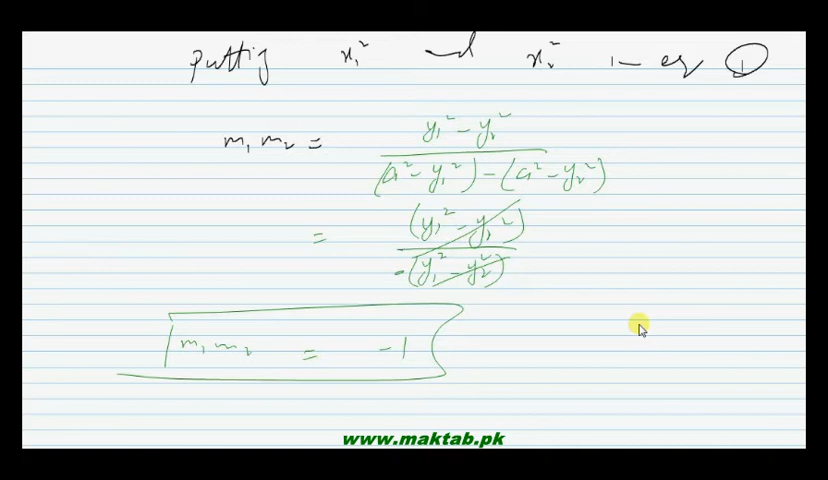 putting x₁² and x₂² in eq ①
m₁m₂ = y₁² - y₂²
(a² - y₁²) - (a² - y₂²)
= (y₁² - y₂²)
-(y₁² - y₂²)
m₁m₂ = -1
www.maktab.pk